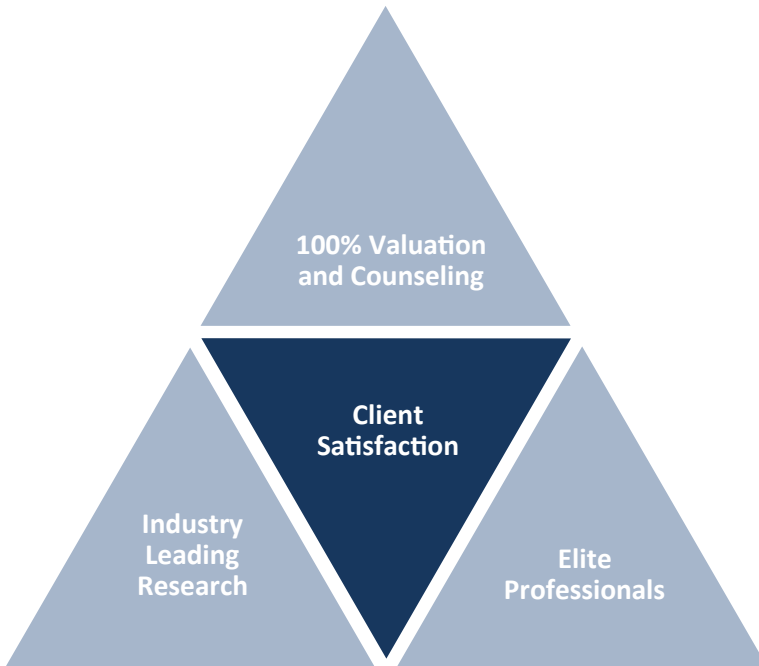 100% Valuation
and Counseling
Client
Satisfaction
Industry
Leading
Research
Elite
Professionals